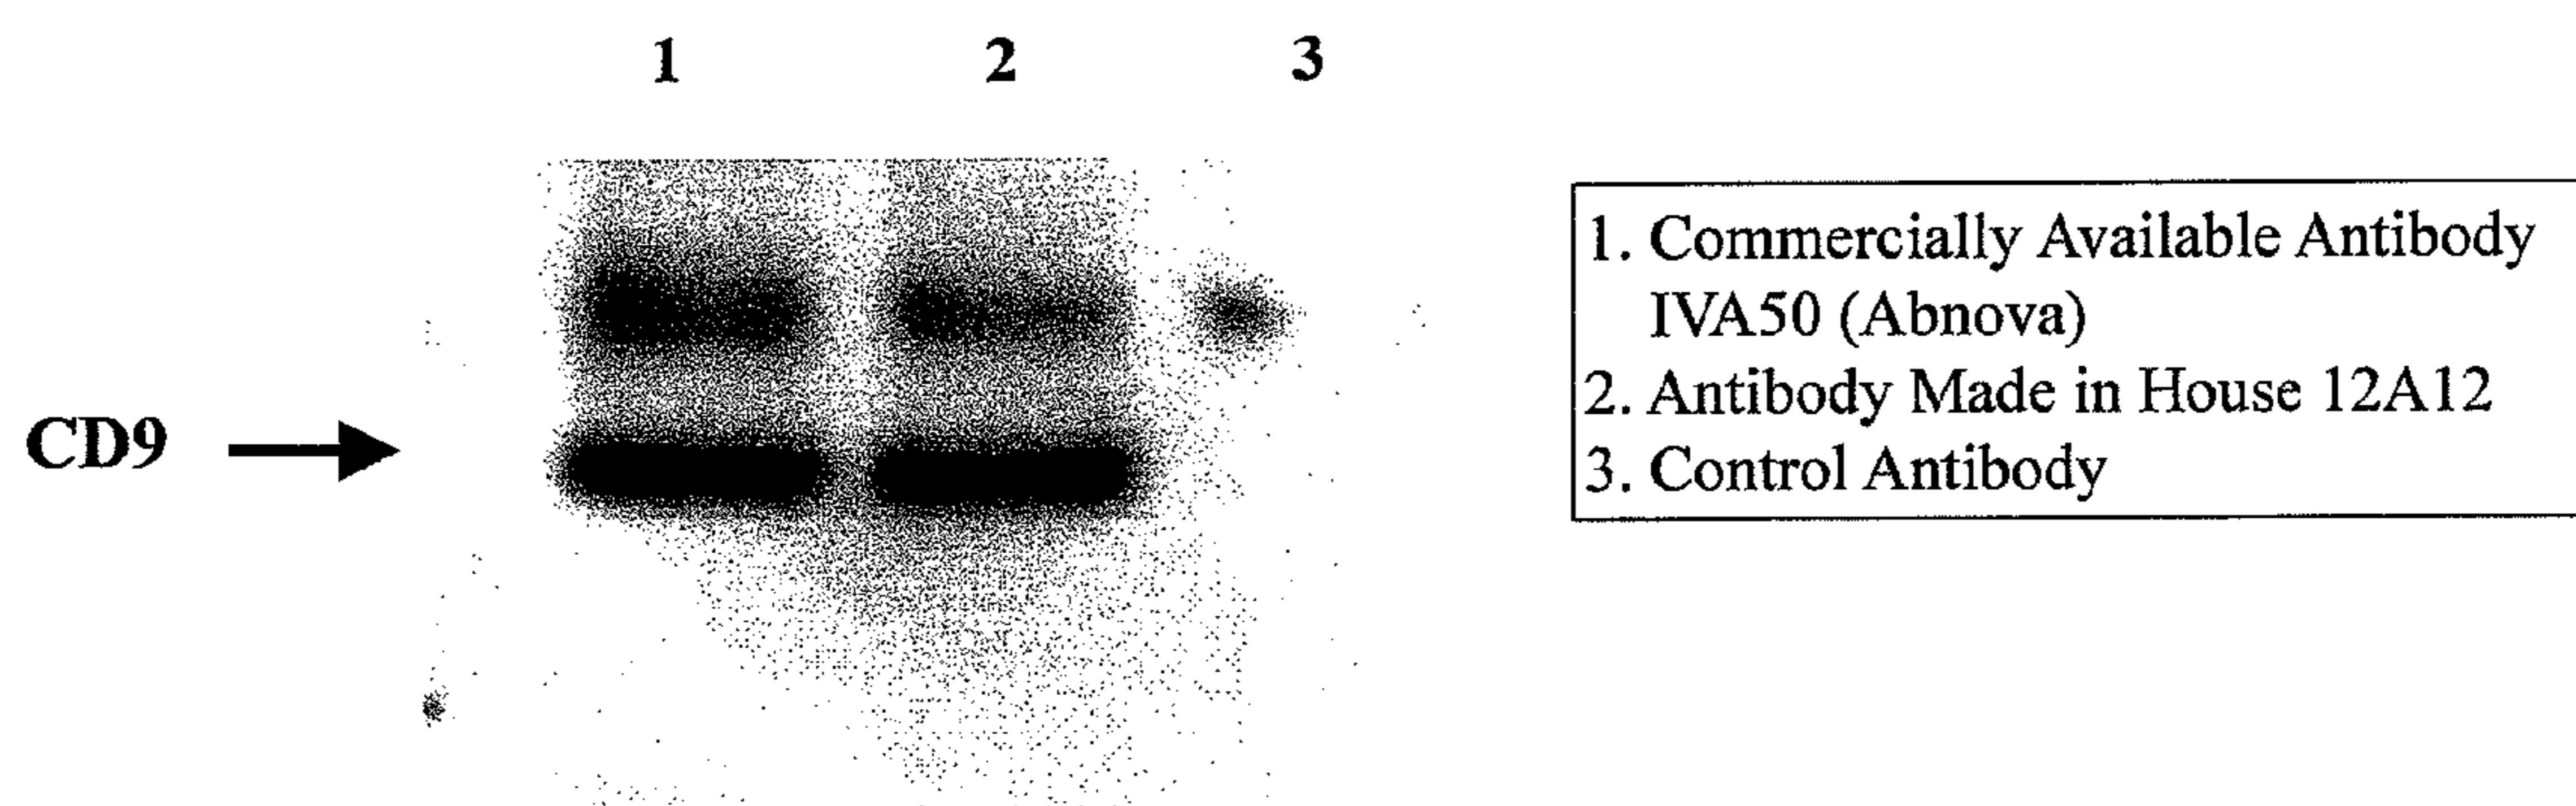 1 2 3
1. Commercially Available Antibody
IVA50 (Abnova)
2. Antibody Made in House 12A12
3. Control Antibody
CD9